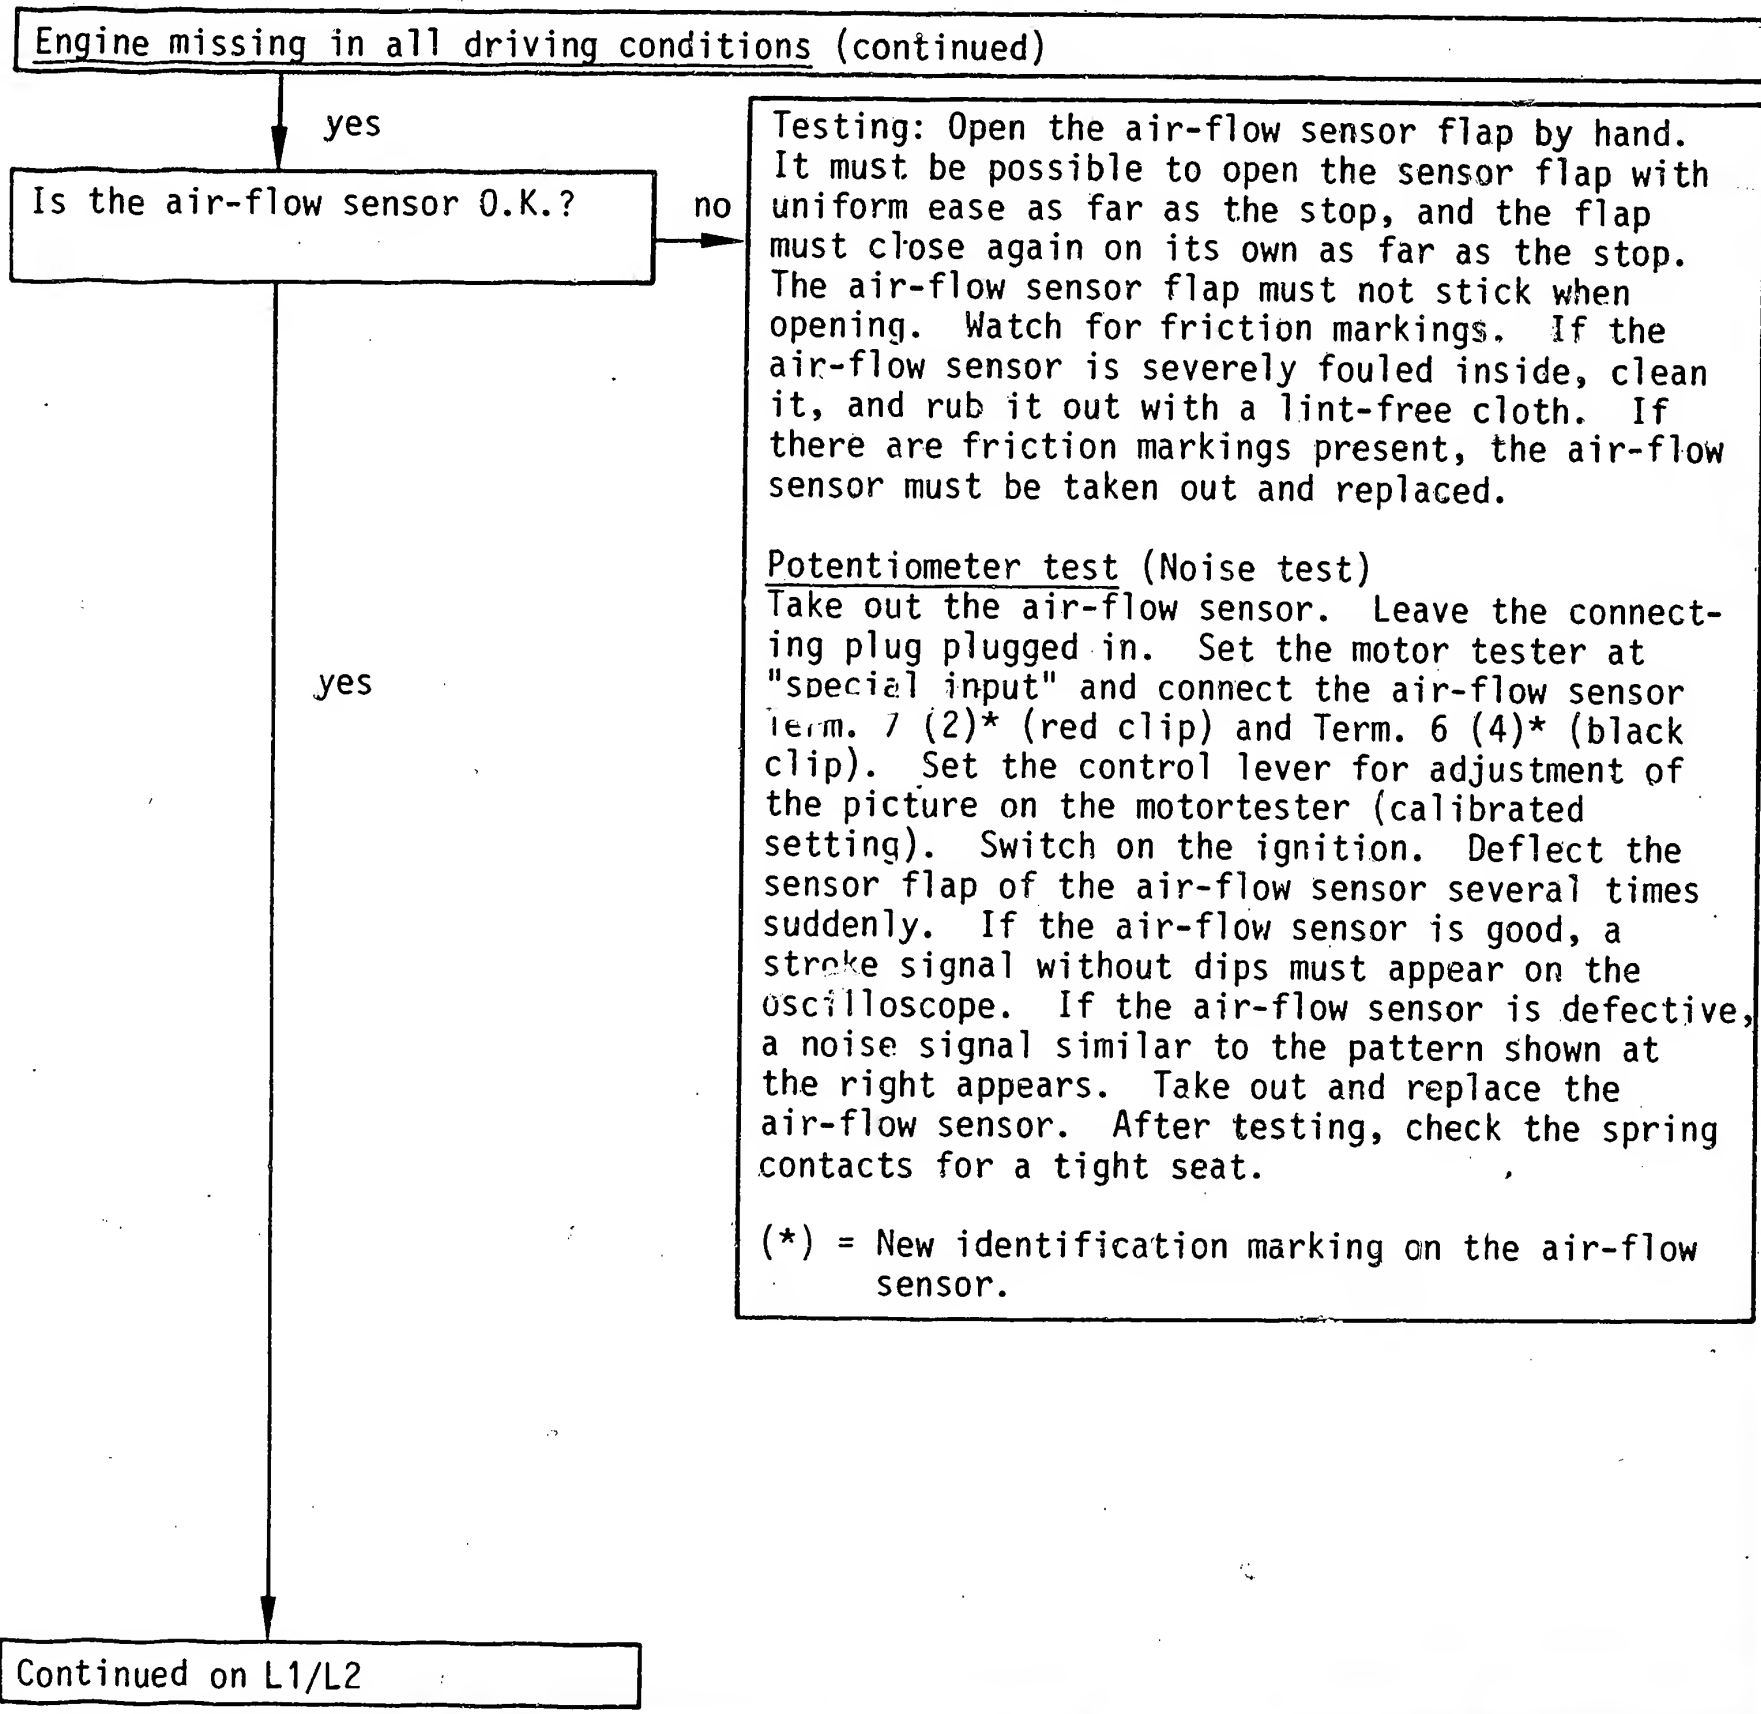 Engine missing in all driving conditions (continued)
yes
Is the air-flow sensor O.K.?
no
Testing: Open the air-flow sensor flap by hand.
It must be possible to open the sensor flap with
uniform ease as far as the stop, and the flap
must close again on its own as far as the stop.
The air-flow sensor flap must not stick when
opening. Watch for friction markings. If the
air-flow sensor is severely fouled inside, clean
it, and rub it out with a lint-free cloth. If
there are friction markings present, the air-flow
sensor must be taken out and replaced.
Potentiometer test (Noise test)
Take out the air-flow sensor. Leave the connect-
ing plug plugged in. Set the motor tester at
"special input" and connect the air-flow sensor
Term. 7 (2)* (red clip) and Term. 6 (4)* (black
clip). Set the control lever for adjustment of
the picture on the motortester (calibrated
setting). Switch on the ignition. Deflect the
sensor flap of the air-flow sensor several times
suddenly. If the air-flow sensor is good, a
stroke signal without dips must appear on the
oscilloscope. If the air-flow sensor is defective,
a noise signal similar to the pattern shown at
the right appears. Take out and replace the
air-flow sensor. After testing, check the spring
contacts for a tight seat.
(*) = New identification marking on the air-flow
sensor.
yes
Continued on L1/L2